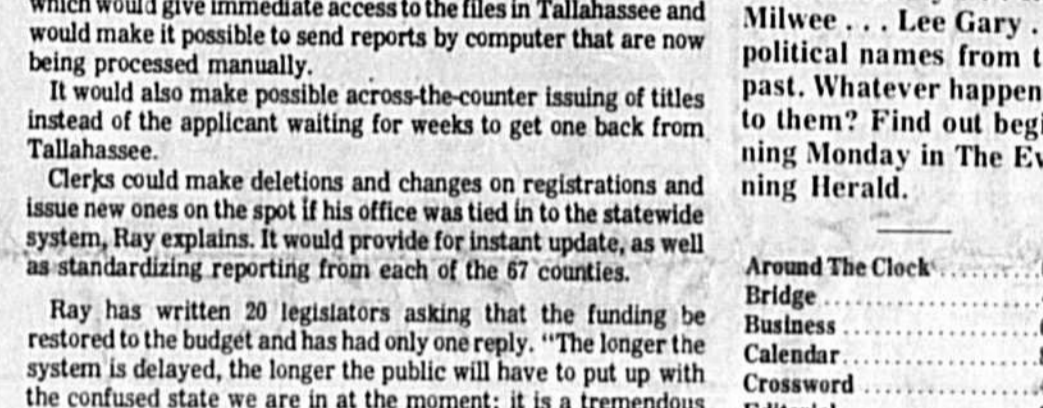 which would give immediate access to the files in Tallahassee and
would make it possible to send reports by computer that are now
being processed manually.
It would also make possible across-the-counter issuing of titles
instead of the applicant waiting for weeks to get one back from
Tallahassee.
Clerks could make deletions and changes on registrations and
issue new ones on the spot if his office was tied in to the statewide
system, Ray explains. It would provide for instant update, as well
as standardizing reporting from each of the 67 counties.
Ray has written 20 legislators asking that the funding be
restored to the budget and has had only one reply. "The longer the
system is delayed, the longer the public will have to put up with
the confused state we are in at the moment; it is a tremendous
Milwee . . . Lee Gary .
political names from t
past. Whatever happen
to them? Find out begi
ning Monday in The Ev
ning Herald.
Around The Clock
Bridge
Business
Calendar
Crossword
Editorial